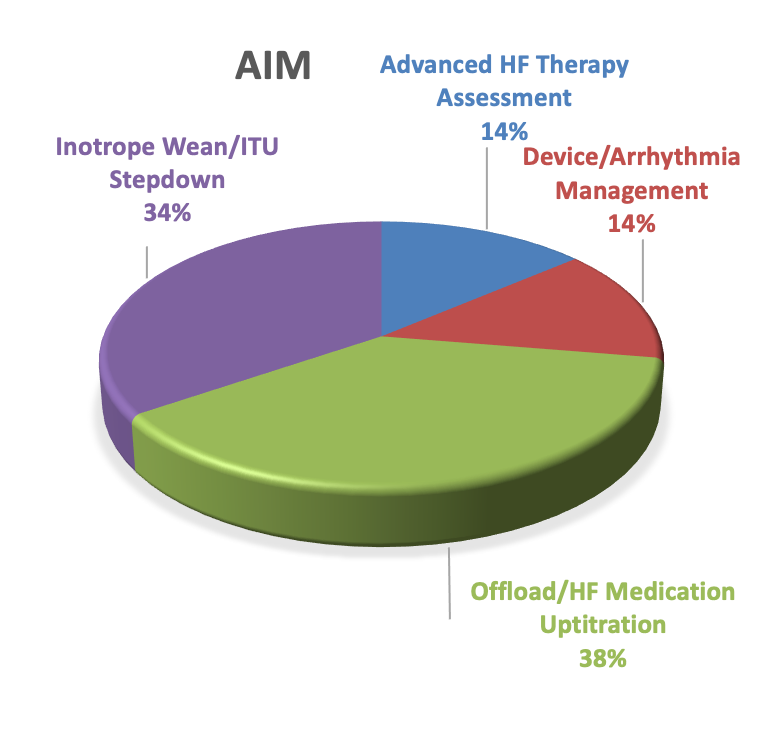 AIM
Advanced HF Therapy
Assessment
14%
Device/Arrhythmia
Management
14%
Inotrope Wean/ITU
Stepdown
34%
Offload/HF Medication
Uptitration
38%